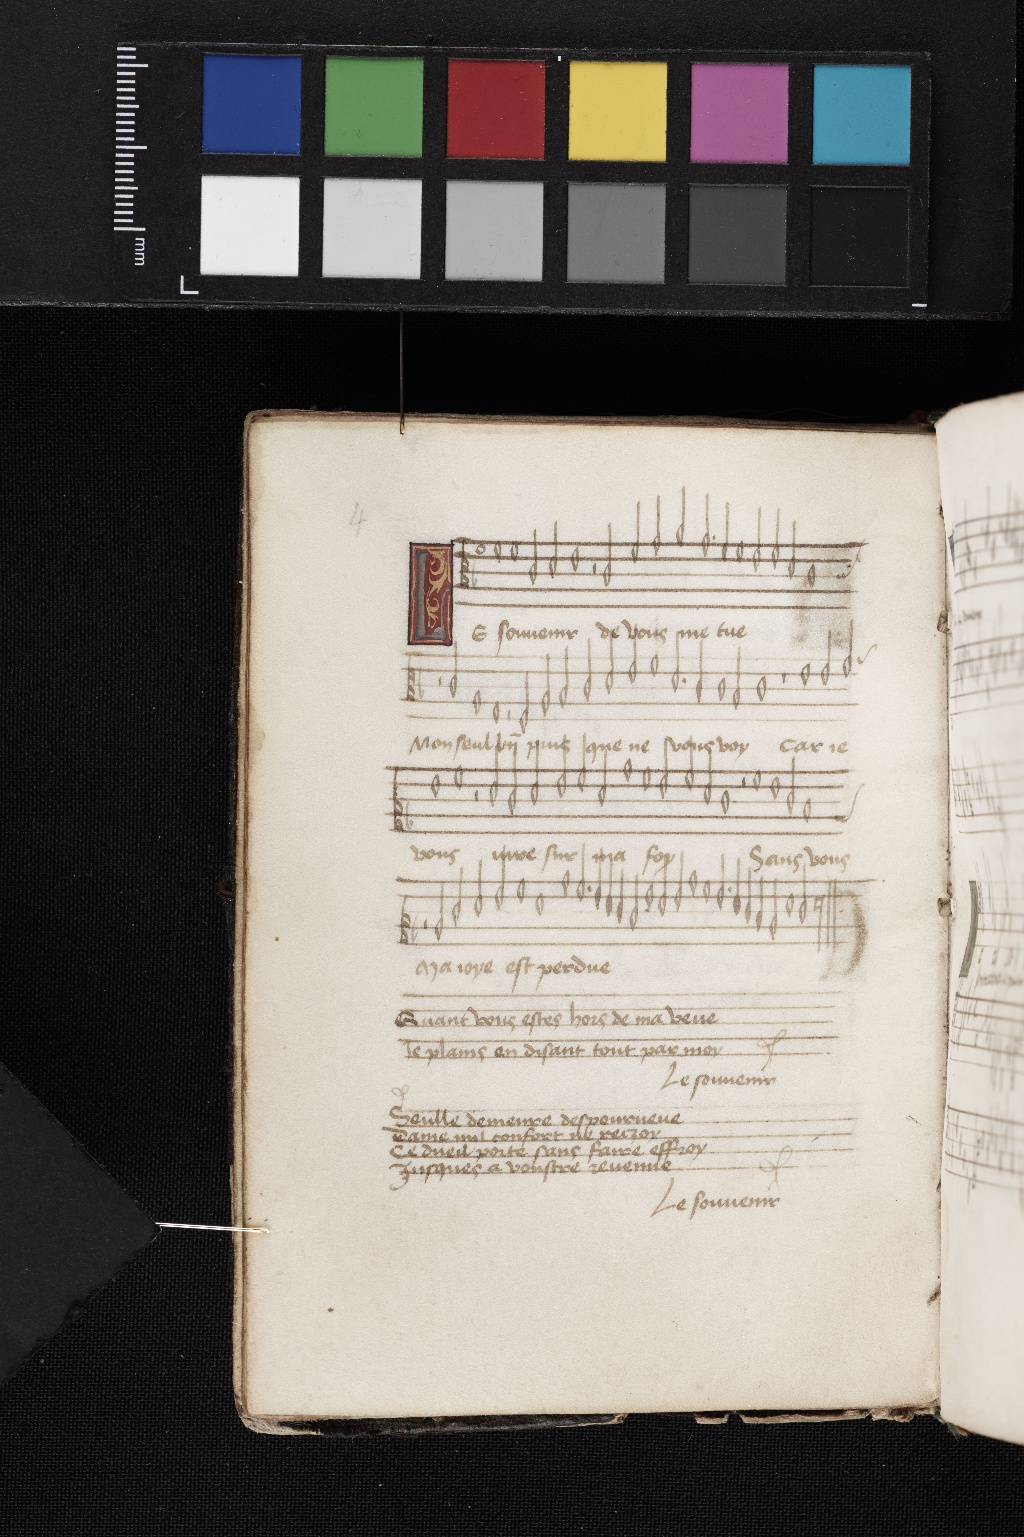 mm
4
Le souvenir de vous me tue
Mon seul bien puis que ne vous voy Car ie
vous iure sur ma foy Sans vous
Ma ioye est perdue
Quant vous estes hors de ma veue
Ie plains en disant tout par moy
Le souvenir
Seulle demeure despourveue
Dame nul confort ne reczoy
Ce dueil porte sans faire effroy
Jusques a voustre revenue
Le souvenir